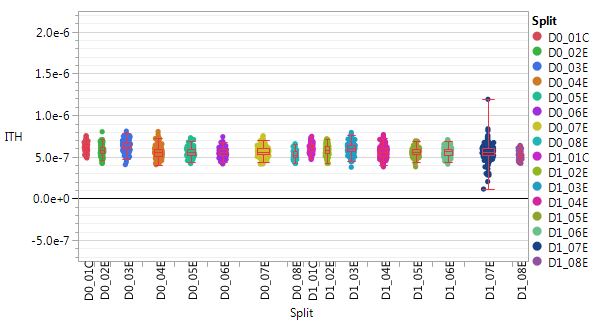 2.0e-6
1.5e-6
1.0e-6
5.0e-7
0.0e+0
-5.0e-7
ITH
D0_01C
D0_02E
D0_03E
D0_04E
D0_05E
D0_06E
D0_07E
D0_08E
D1_01C
D1_02E
D1_03E
D1_04E
D1_05E
D1_06E
D1_07E
D1_08E
Split
Split
D0_01C
D0_02E
D0_03E
D0_04E
D0_05E
D0_06E
D0_07E
D0_08E
D1_01C
D1_02E
D1_03E
D1_04E
D1_05E
D1_06E
D1_07E
D1_08E